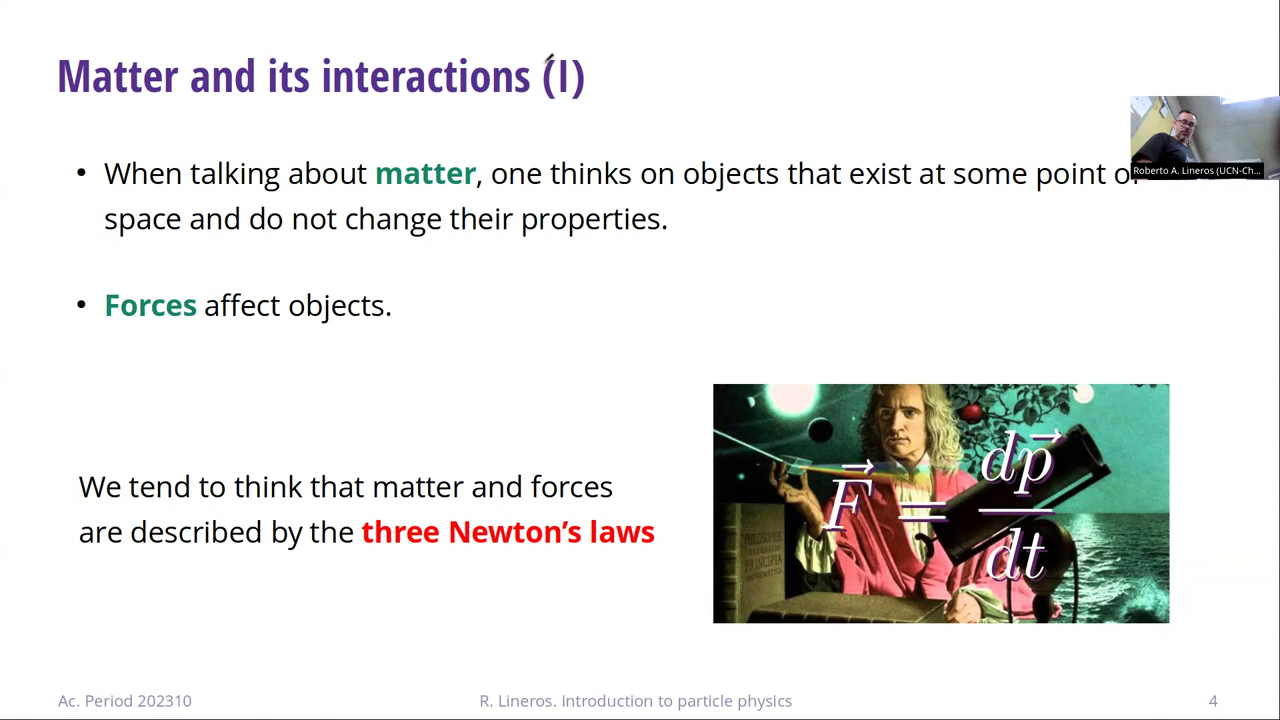 Matter and its interactions (I)
• When talking about matter, one thinks on objects that exist at some point
space and do not change their properties.
Roberto A. Lineros (UCN-Ch...
• Forces affect objects.
We tend to think that matter and forces
are described by the three Newton’s laws
F⃗ = dp⃗/dt
PRINCIPIA
Ac. Period 202310
R. Lineros. Introduction to particle physics
4